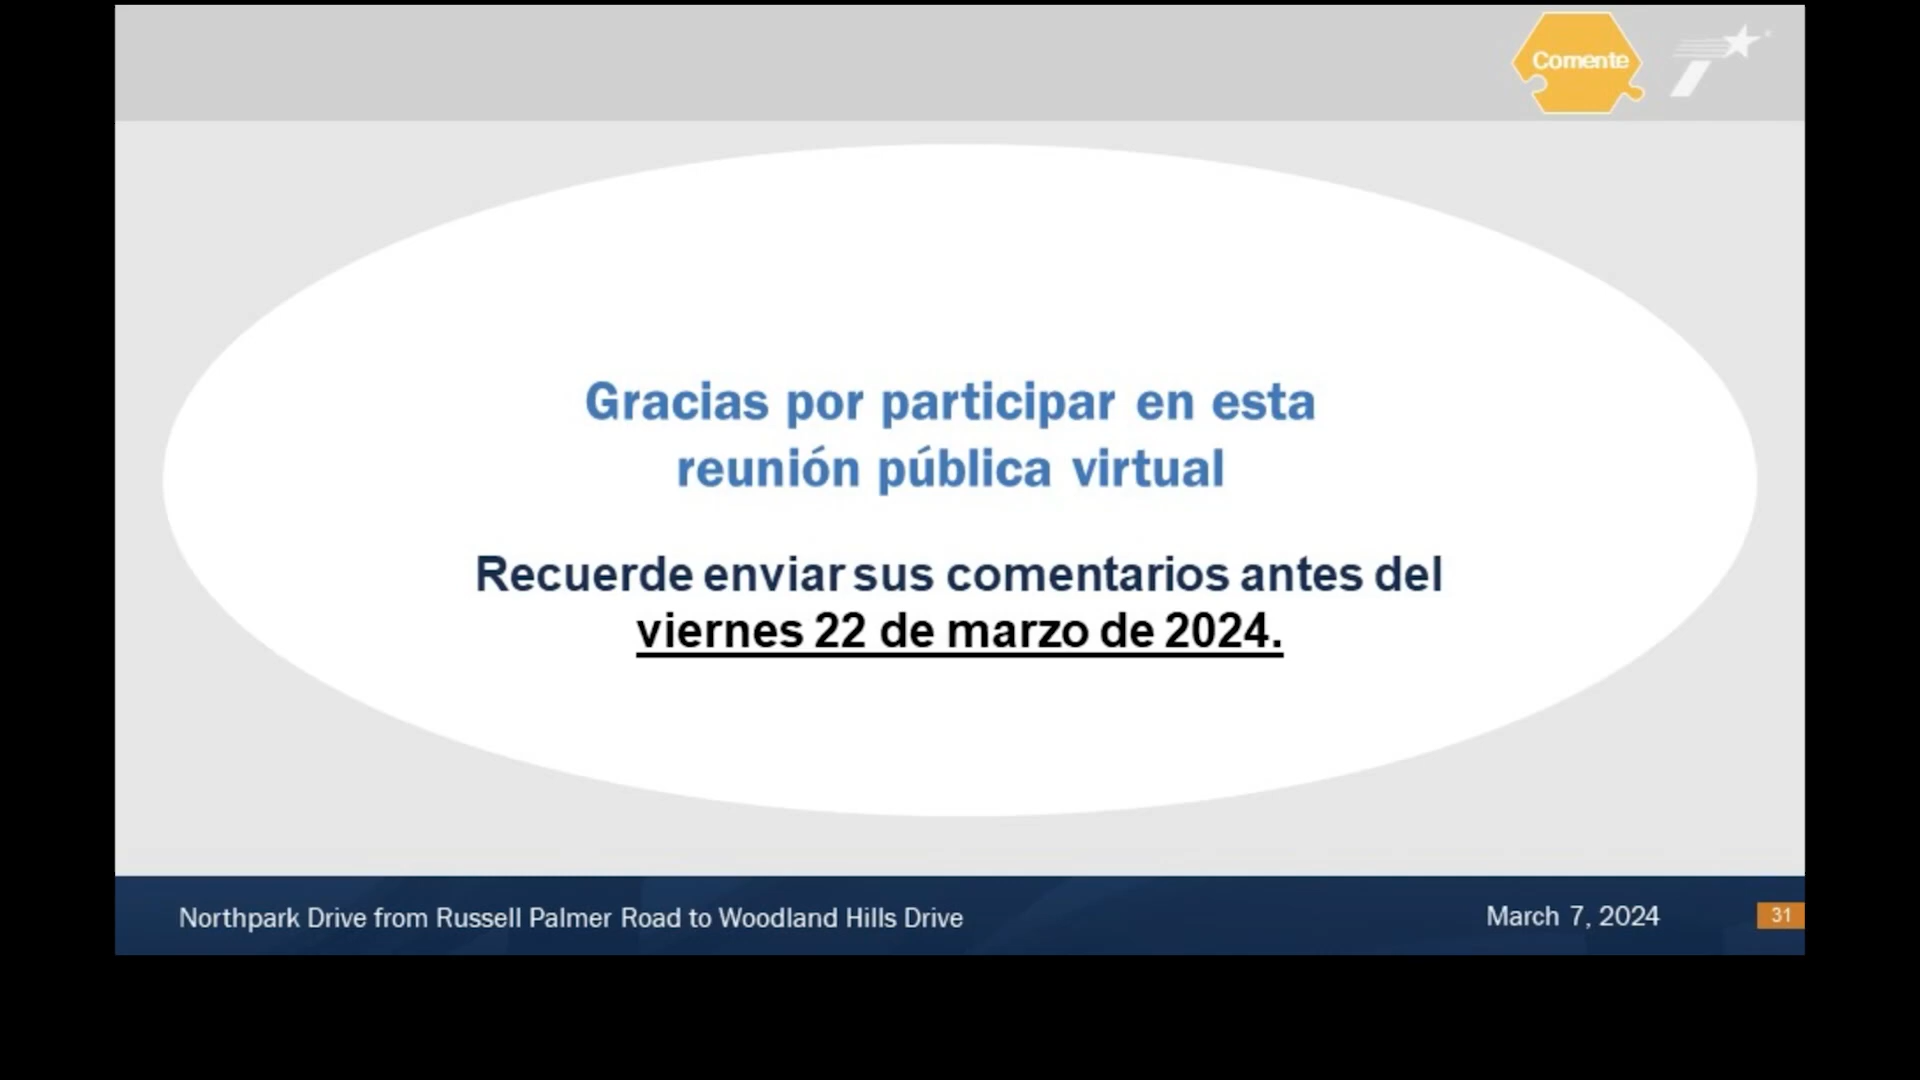 Comente
Gracias por participar en esta
reunión pública virtual
Recuerde enviar sus comentarios antes del
viernes 22 de marzo de 2024.
Northpark Drive from Russell Palmer Road to Woodland Hills Drive
March 7, 2024
31